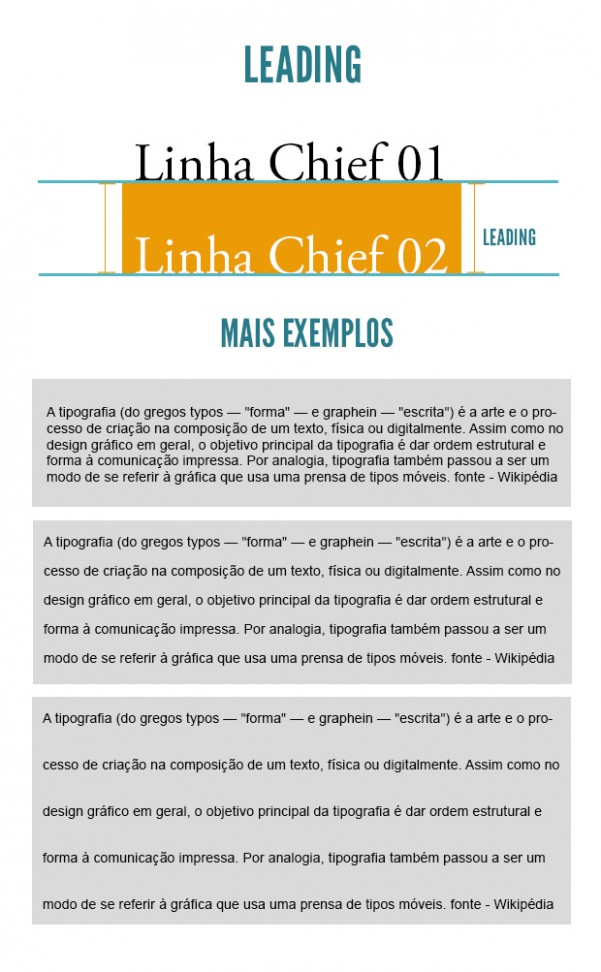 LEADING
Linha Chief 01
Linha Chief 02
LEADING
MAIS EXEMPLOS
A tipografia (do gregos typos — "forma" — e graphein — "escrita") é a arte e o pro-
cesso de criação na composição de um texto, física ou digitalmente. Assim como no
design gráfico em geral, o objetivo principal da tipografia é dar ordem estrutural e
forma à comunicação impressa. Por analogia, tipografia também passou a ser um
modo de se referir à gráfica que usa uma prensa de tipos móveis. fonte - Wikipédia
A tipografia (do gregos typos — "forma" — e graphein — "escrita") é a arte e o pro-
cesso de criação na composição de um texto, física ou digitalmente. Assim como no
design gráfico em geral, o objetivo principal da tipografia é dar ordem estrutural e
forma à comunicação impressa. Por analogia, tipografia também passou a ser um
modo de se referir à gráfica que usa uma prensa de tipos móveis. fonte - Wikipédia
A tipografia (do gregos typos — "forma" — e graphein — "escrita") é a arte e o pro-
cesso de criação na composição de um texto, física ou digitalmente. Assim como no
design gráfico em geral, o objetivo principal da tipografia é dar ordem estrutural e
forma à comunicação impressa. Por analogia, tipografia também passou a ser um
modo de se referir à gráfica que usa uma prensa de tipos móveis. fonte - Wikipédia